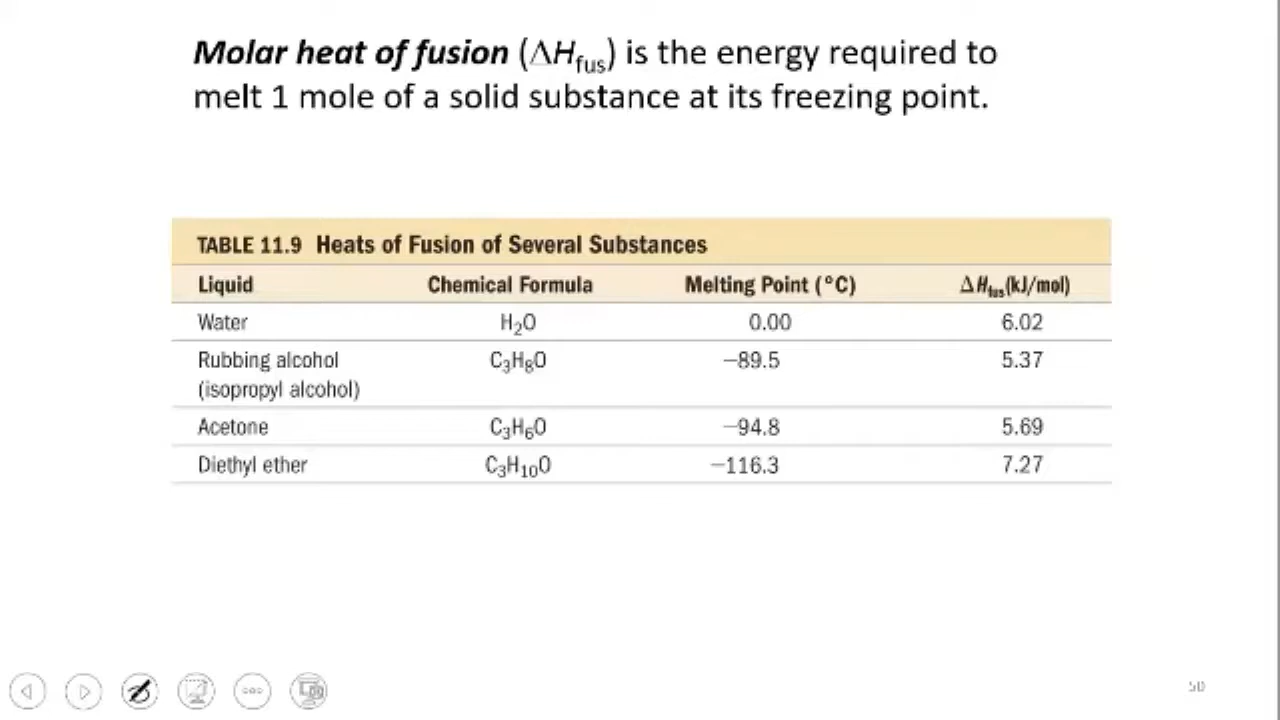 Molar heat of fusion (ΔHfus) is the energy required to
melt 1 mole of a solid substance at its freezing point.
TABLE 11.9 Heats of Fusion of Several Substances
Liquid Chemical Formula Melting Point (°C) ΔHfus(kJ/mol)
Water H₂O 0.00 6.02
Rubbing alcohol C₃H₈O −89.5 5.37
(isopropyl alcohol)
Acetone C₃H₆O −94.8 5.69
Diethyl ether C₃H₁₀O −116.3 7.27
50